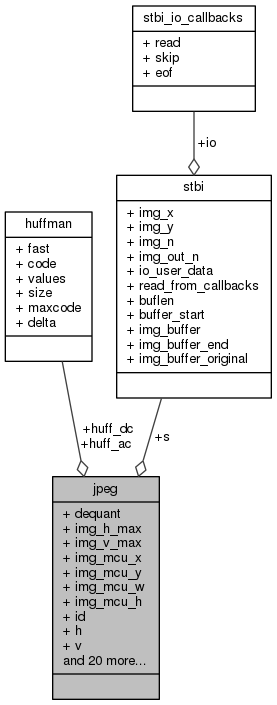 stbi_io_callbacks
+ read
+ skip
+ eof
+io
stbi
+ img_x
+ img_y
+ img_n
+ img_out_n
+ io_user_data
+ read_from_callbacks
+ buflen
+ buffer_start
+ img_buffer
+ img_buffer_end
+ img_buffer_original
huffman
+ fast
+ code
+ values
+ size
+ maxcode
+ delta
+huff_dc
+huff_ac
+s
jpeg
+ dequant
+ img_h_max
+ img_v_max
+ img_mcu_x
+ img_mcu_y
+ img_mcu_w
+ img_mcu_h
+ id
+ h
+ v
and 20 more...